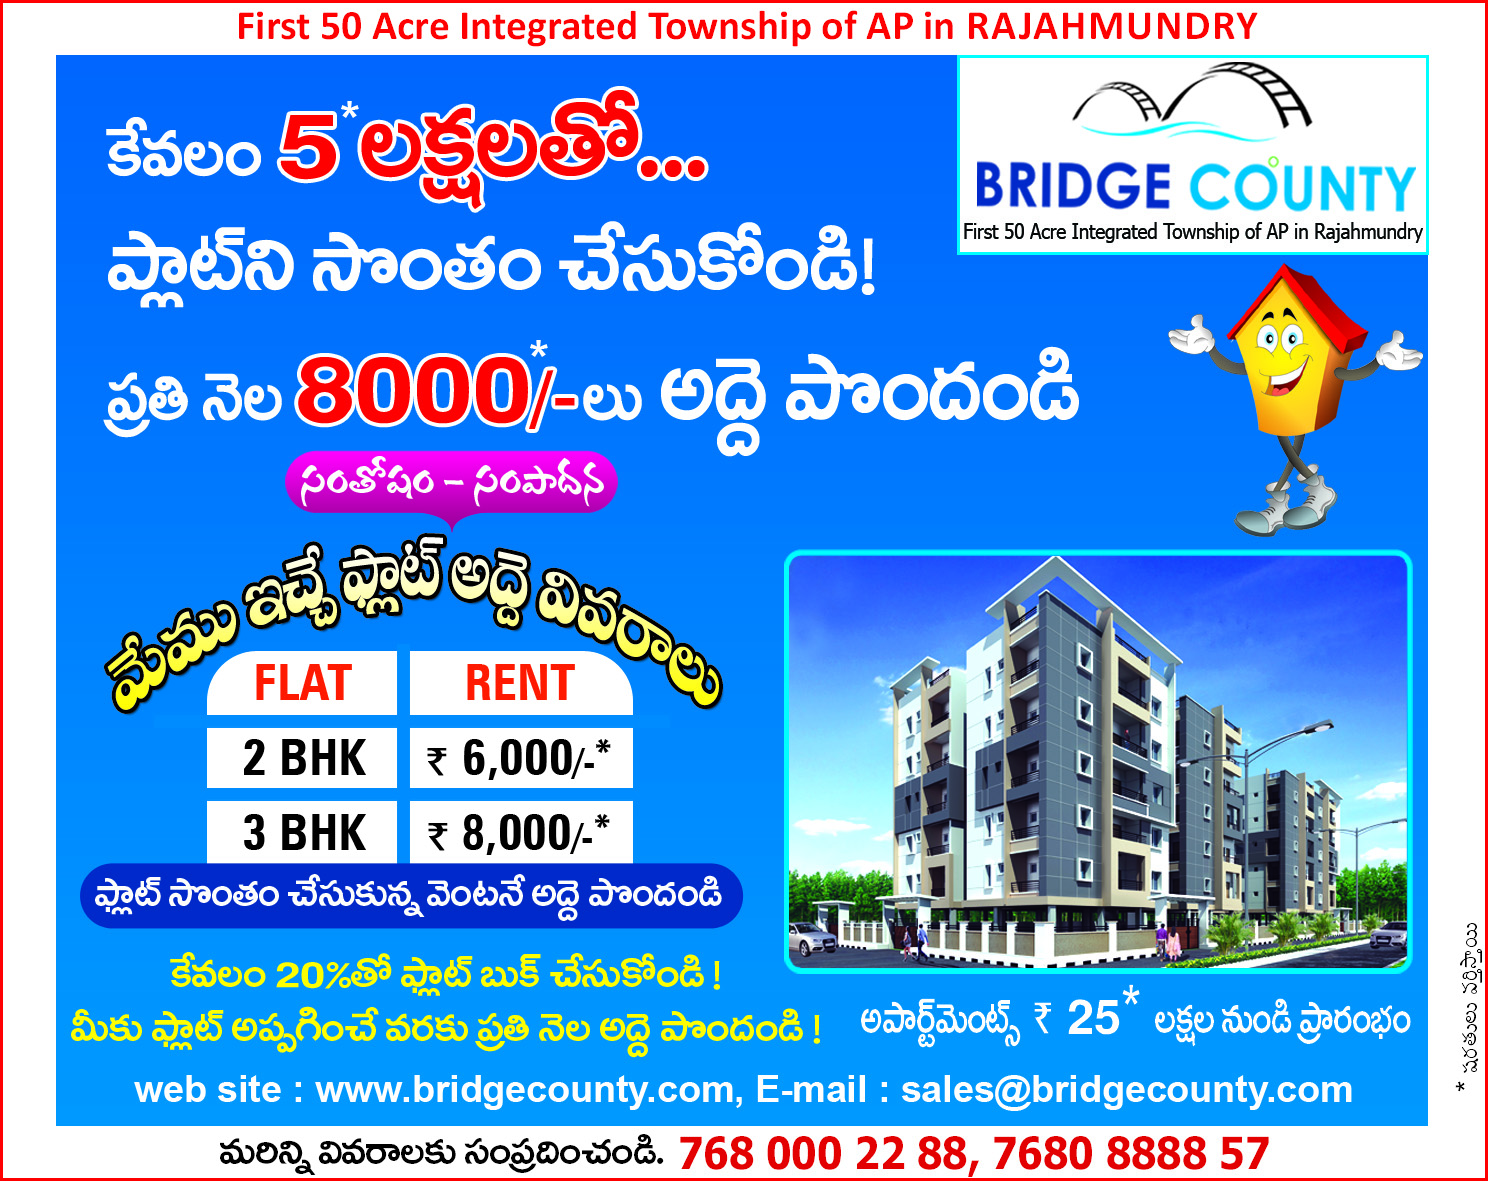 First 50 Acre Integrated Township of AP in RAJAHMUNDRY
కేవలం 5* లక్షలతో...
ప్లాట్‌ని సొంతం చేసుకోండి!
ప్రతి నెల 8000/-*లు అద్దె పొందండి
BRIDGE COUNTY
First 50 Acre Integrated Township of AP in Rajahmundry
సంతోషం – సంపాదన
మేము ఇచ్చే ఫ్లాట్ అద్దె వివరాలు
FLAT RENT
2 BHK ₹ 6,000/-*
3 BHK ₹ 8,000/-*
ఫ్లాట్ సొంతం చేసుకున్న వెంటనే అద్దె పొందండి
కేవలం 20%తో ఫ్లాట్ బుక్ చేసుకోండి !
మీకు ఫ్లాట్ అప్పగించే వరకు ప్రతి నెల అద్దె పొందండి !
అపార్ట్‌మెంట్స్ ₹ 25* లక్షల నుండి ప్రారంభం
web site : www.bridgecounty.com, E-mail : sales@bridgecounty.com
మరిన్ని వివరాలకు సంప్రదించండి. 768 000 22 88, 7680 8888 57
* షరతులు వర్తిస్తాయి